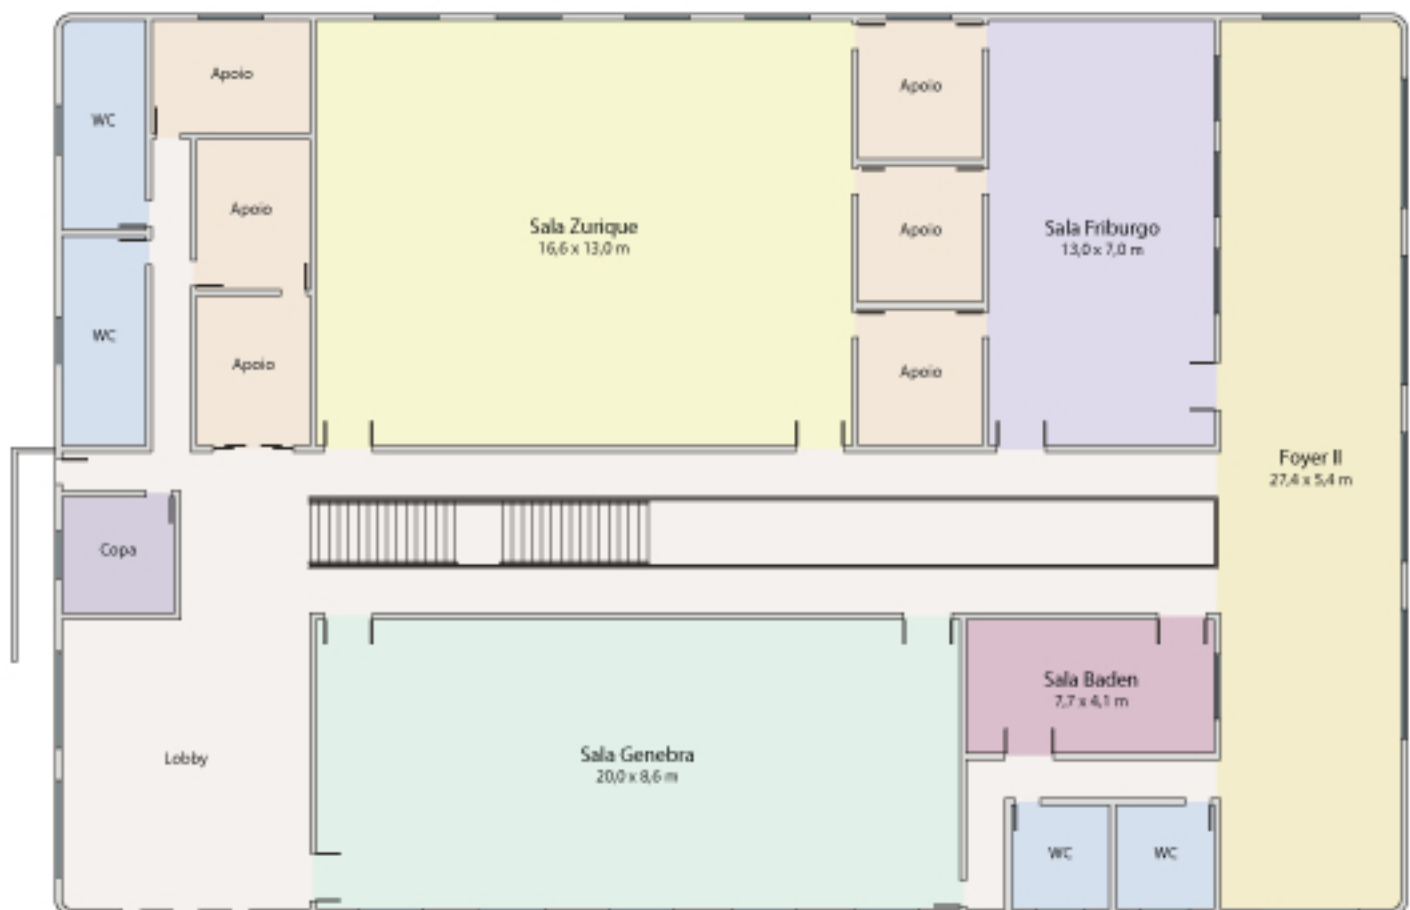 Apoio
Apoio
WC
Apoio
Sala Zurique
16,6 x 13,0 m
Sala Friburgo
13,0 x 7,0 m
Apoio
Apoio
WC
Apoio
Apoio
Foyer II
27,4 x 5,4 m
Copa
Sala Baden
7,7 x 4,1 m
Lobby
Sala Genebra
20,0 x 8,6 m
WC
WC